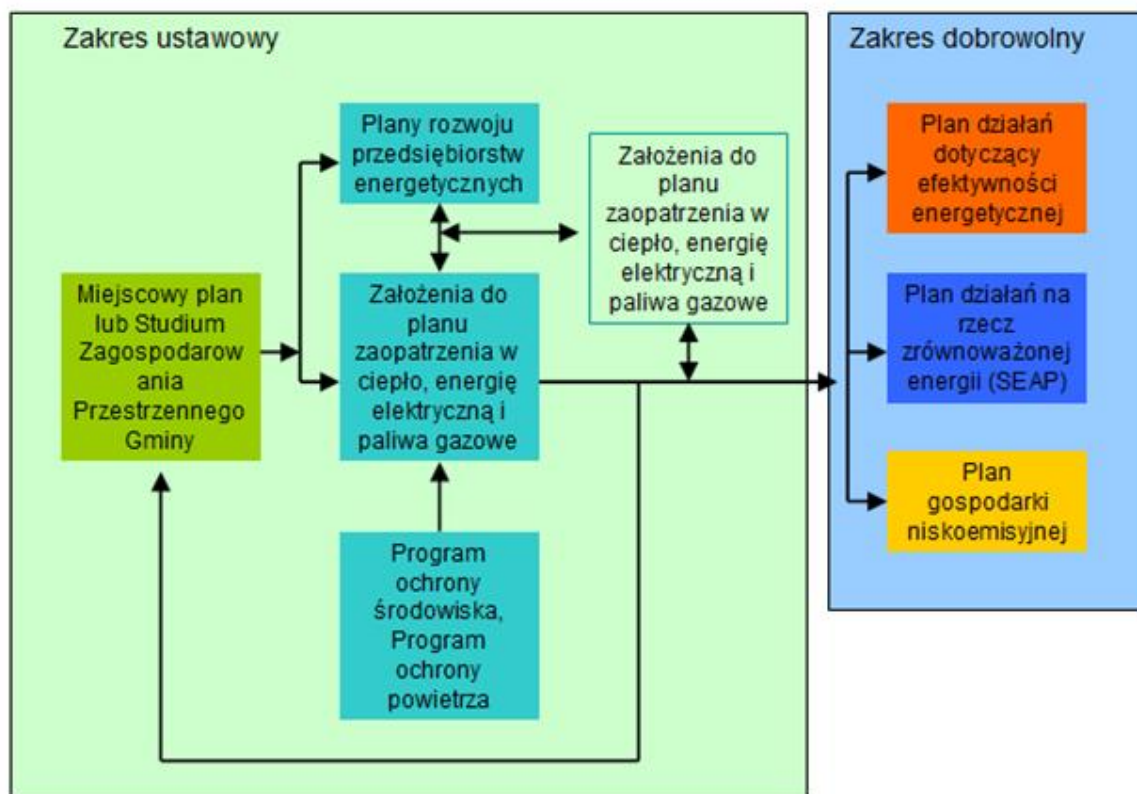 Zakres ustawowy
Zakres dobrowolny
Plany rozwoju
przedsiębiorstw
energetycznych
Założenia do
planu
zaopatrzenia w
ciepło, energię
elektryczną i
paliwa gazowe
Miejscowy plan
lub Studium
Zagospodarow
ania
Przestrzennego
Gminy
Założenia do
planu
zaopatrzenia w
ciepło, energię
elektryczną i
paliwa gazowe
Program
ochrony
środowiska,
Program
ochrony
powietrza
Plan działań
dotyczący
efektywności
energetycznej
Plan działań na
rzecz
zrównoważonej
energii (SEAP)
Plan
gospodarki
niskoemisyjnej